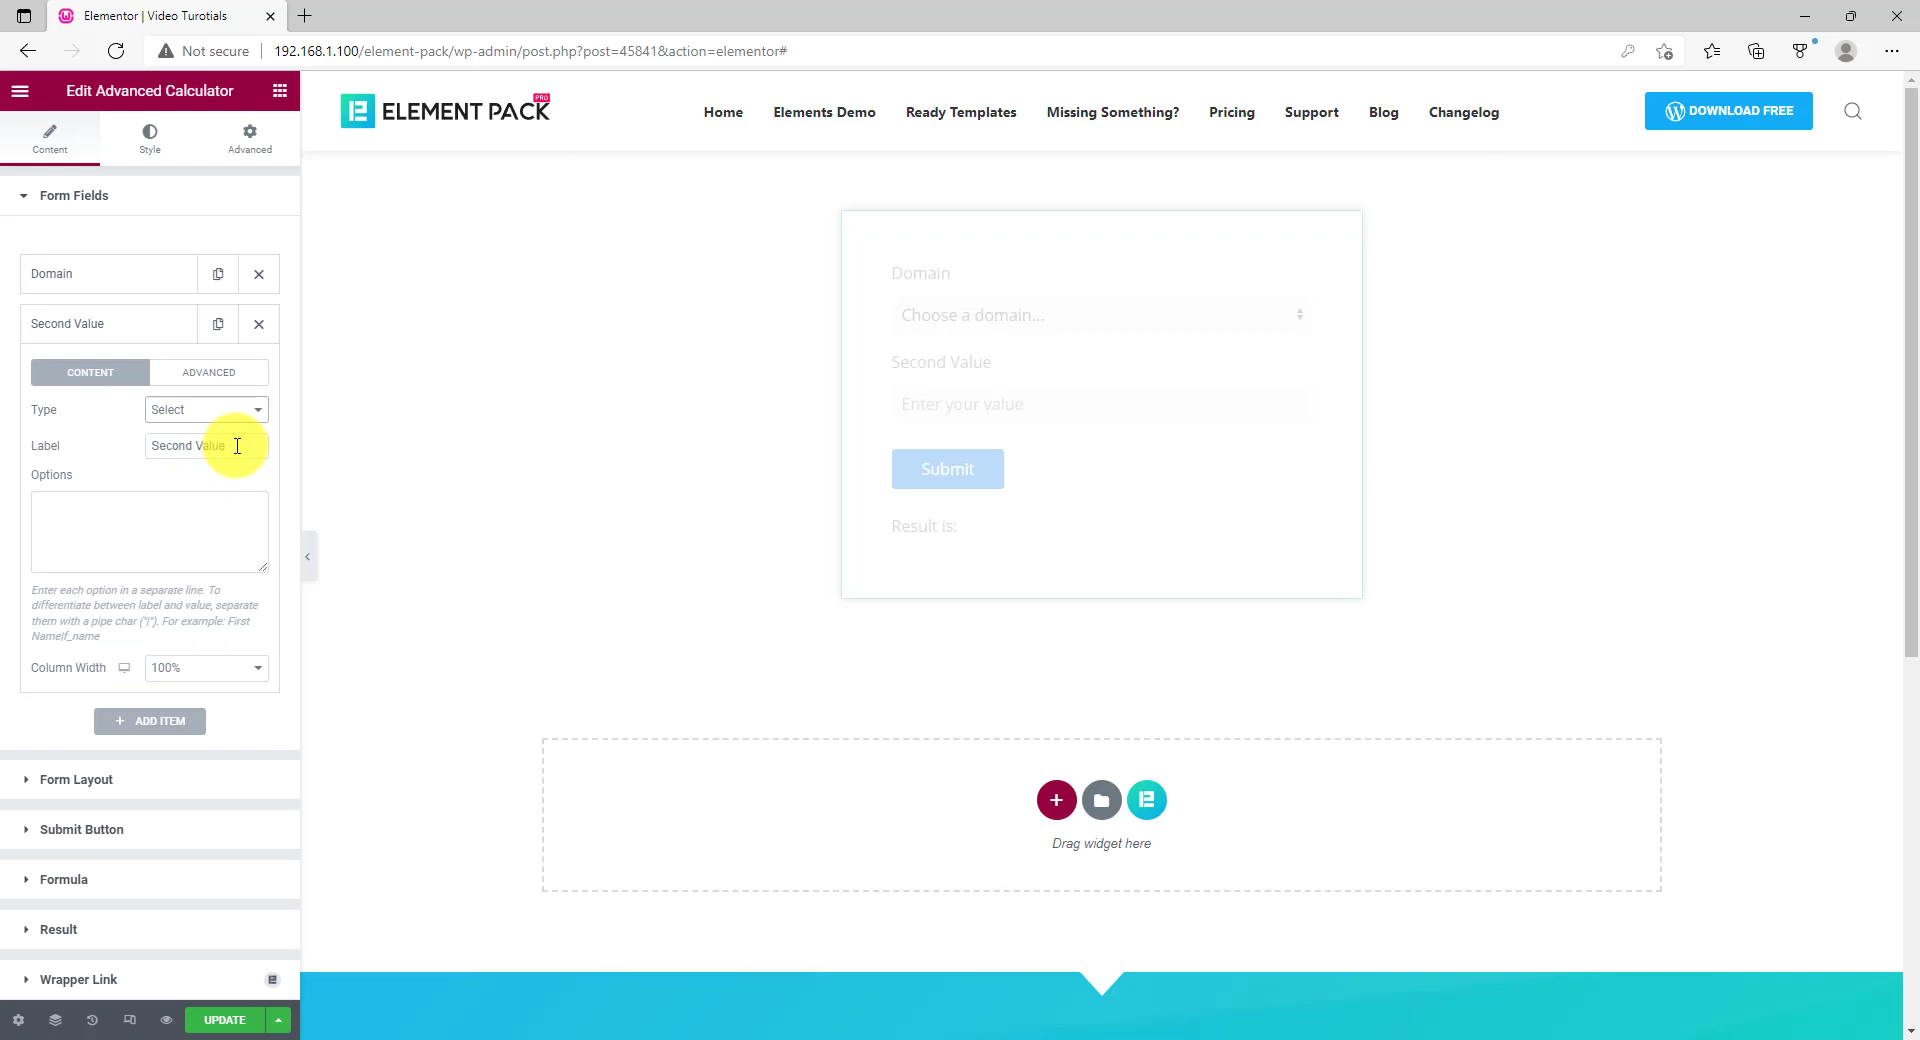 Elementor | Video Turotials
Not secure
192.168.1.100/element-pack/wp-admin/post.php?post=45841&action=elementor#
Edit Advanced Calculator
Content
Style
Advanced
Form Fields
Domain
Second Value
CONTENT
ADVANCED
Type
Select
Label
Second Value
Options
Enter each option in a separate line. To
differentiate between label and value, separate
them with a pipe char ("|"). For example: First
Name|f_name
Column Width
100%
ADD ITEM
Form Layout
Submit Button
Formula
Result
Wrapper Link
UPDATE
ELEMENT PACK
PRO
Home
Elements Demo
Ready Templates
Missing Something?
Pricing
Support
Blog
Changelog
DOWNLOAD FREE
Domain
Choose a domain...
Second Value
Enter your value
Submit
Result is:
Drag widget here